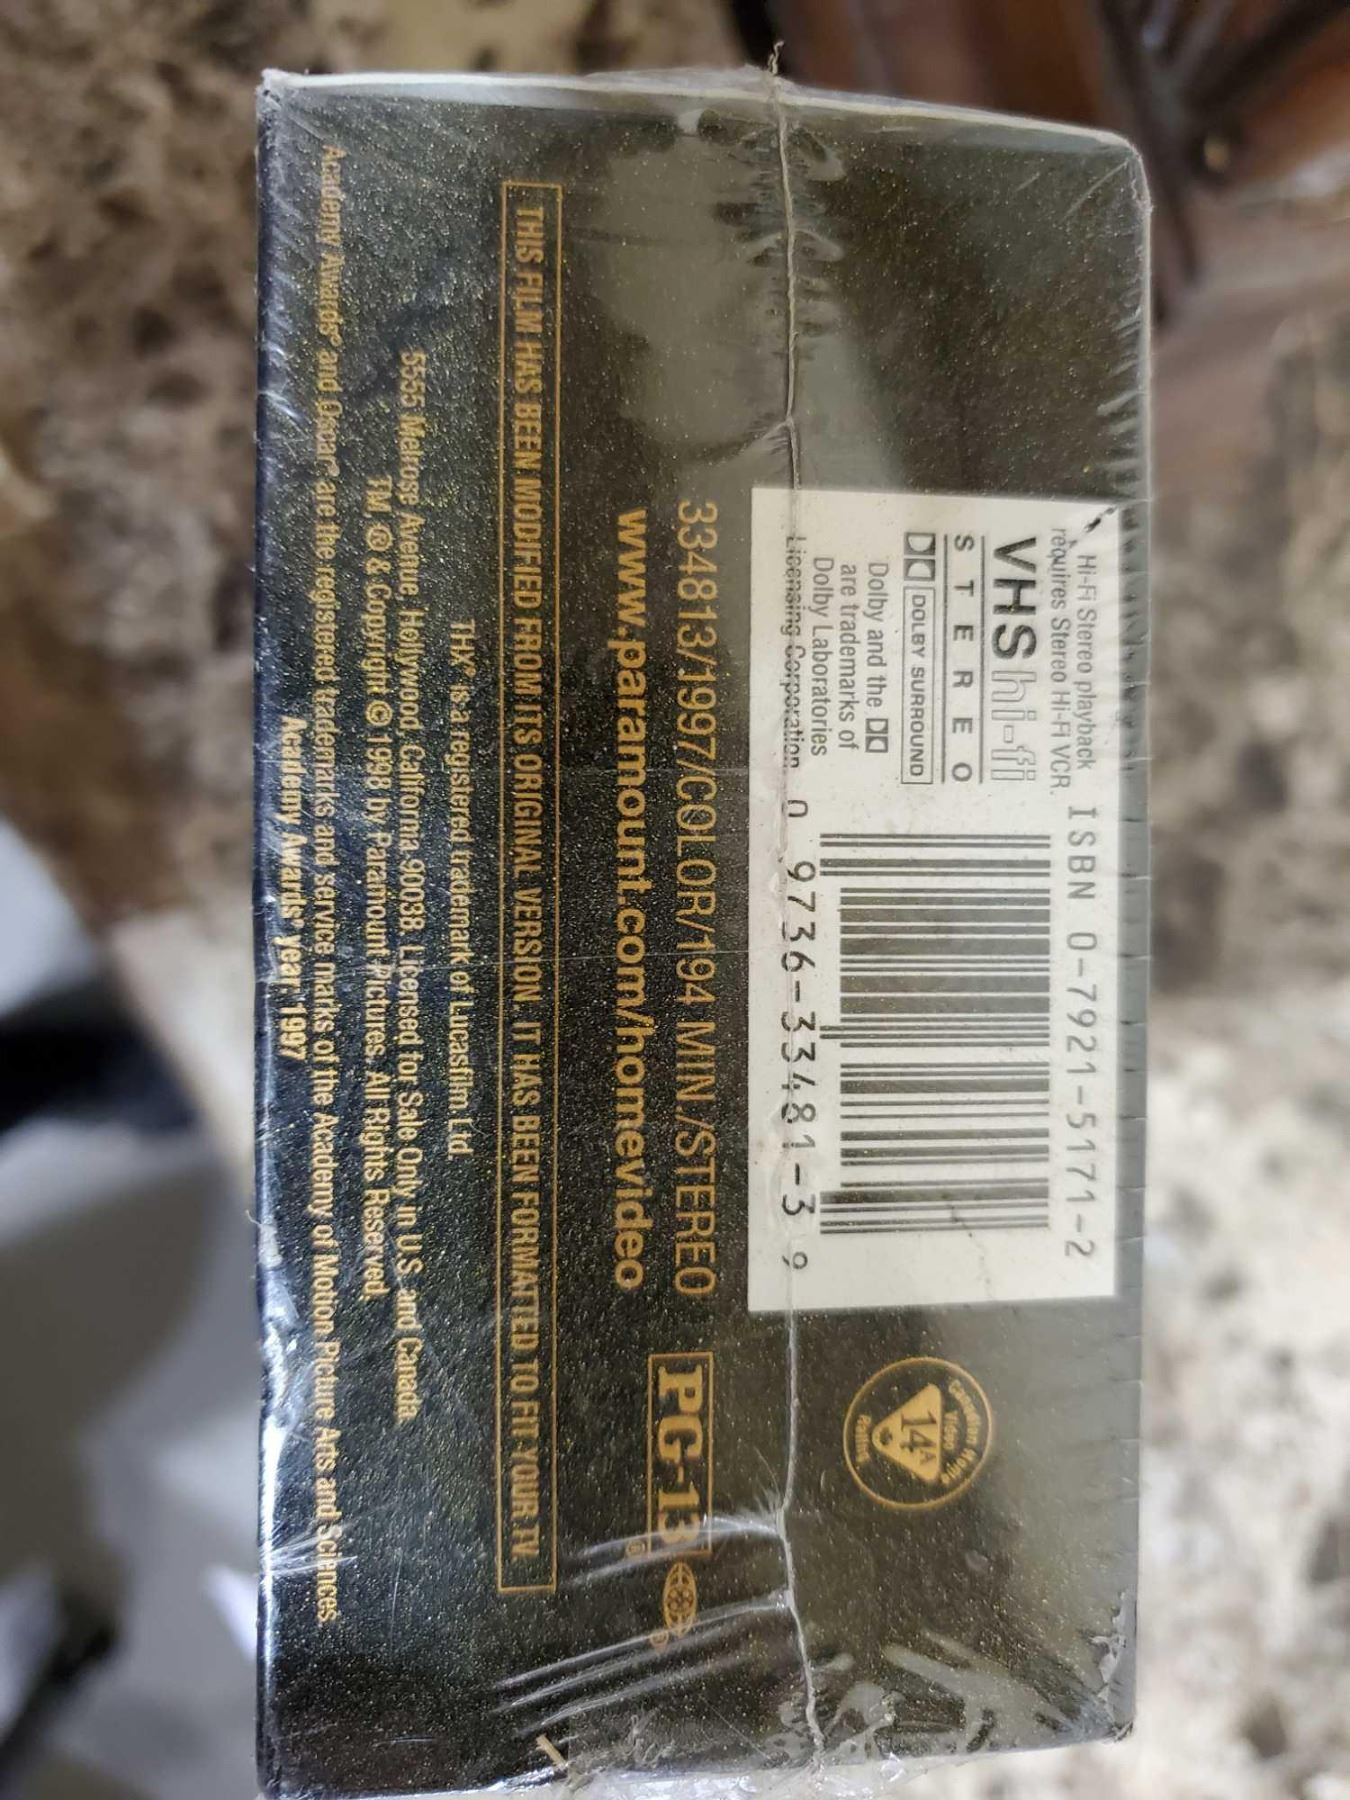 Hi-Fi Stereo playback
requires Stereo Hi-Fi VCR.
VHS hi-fi
STEREO
DOLBY SURROUND
Dolby and the
are trademarks of
Dolby Laboratories
Licensing Corporation
ISBN 0-7921-5171-2
0 9736-33481-3 9
Canadian Home
Video
14A
Ratings
334813/1997/COLOR/194 MIN./STEREO
www.paramount.com/homevideo
PG-13®
THIS FILM HAS BEEN MODIFIED FROM ITS ORIGINAL VERSION. IT HAS BEEN FORMATTED TO FIT YOUR TV.
THX® is a registered trademark of Lucasfilm Ltd.
5555 Melrose Avenue, Hollywood, California 90038. Licensed for Sale Only in U.S. and Canada.
TM, ® & Copyright © 1998 by Paramount Pictures. All Rights Reserved.
Academy Awards® and Oscar® are the registered trademarks and service marks of the Academy of Motion Picture Arts and Sciences.
Academy Awards® year: 1997